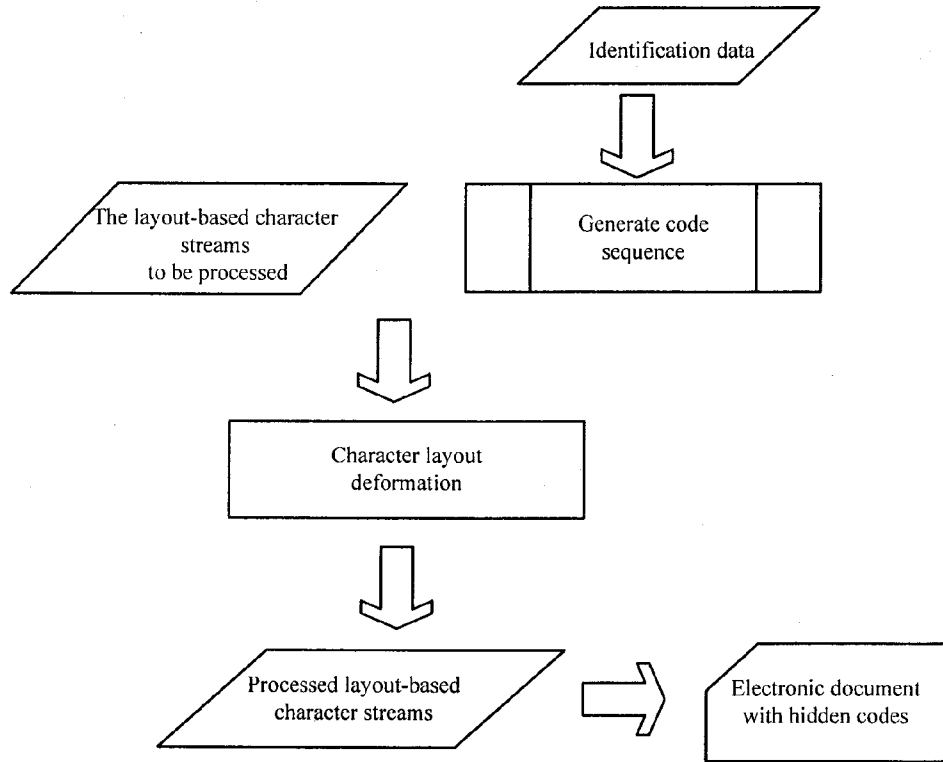 Identification data
Generate code
sequence
The layout-based character
streams
to be processed
Character layout
deformation
Processed layout-based
character streams
Electronic document
with hidden codes